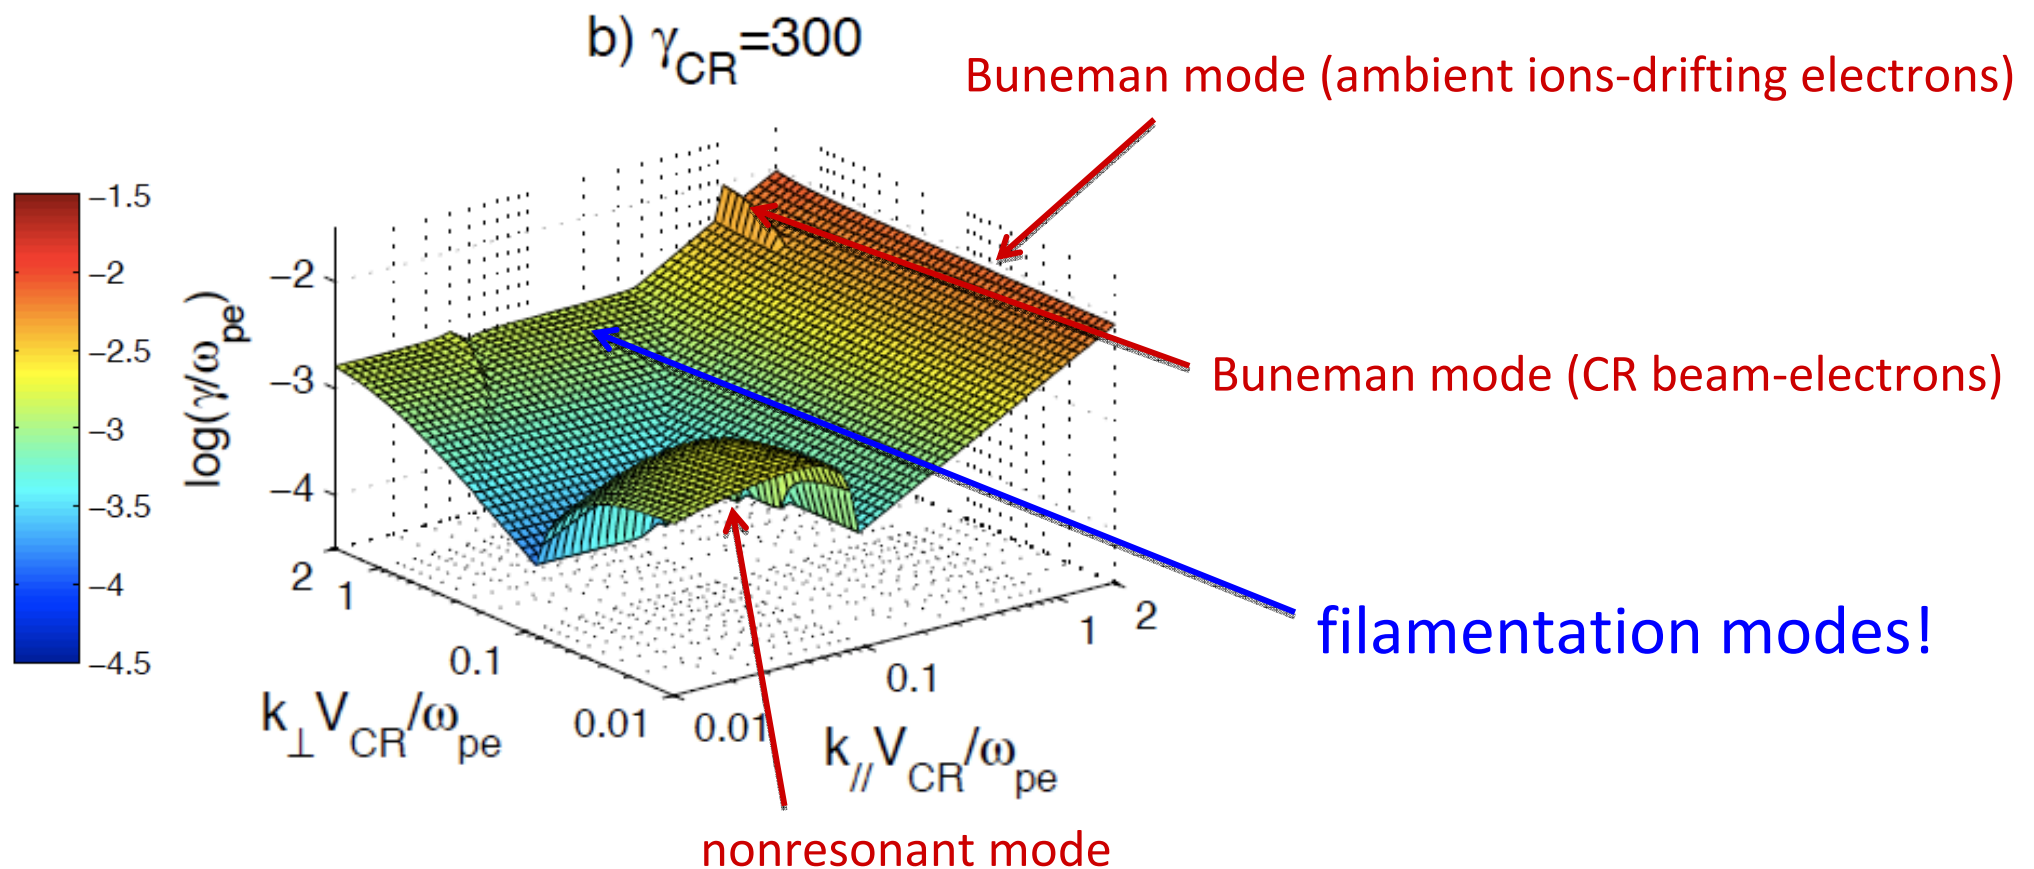 b) γCR=300
Buneman mode (ambient ions-drifting electrons)
−1.5
−2
−2.5
−3
−3.5
−4
−4.5
log(γ/ωpe)
−2
−3
−4
Buneman mode (CR beam-electrons)
filamentation modes!
2
1
0.1
0.01
k⊥VCR/ωpe
0.01
0.1
1
2
k//VCR/ωpe
nonresonant mode